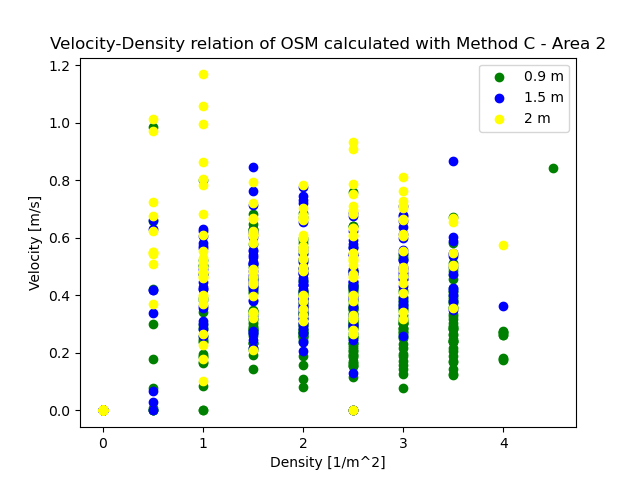 Velocity-Density relation of OSM calculated with Method C - Area 2
1.2
1.0
0.8
0.6
0.4
0.2
0.0
Velocity [m/s]
0.9 m
1.5 m
2 m
0
1
2
3
4
Density [1/m^2]